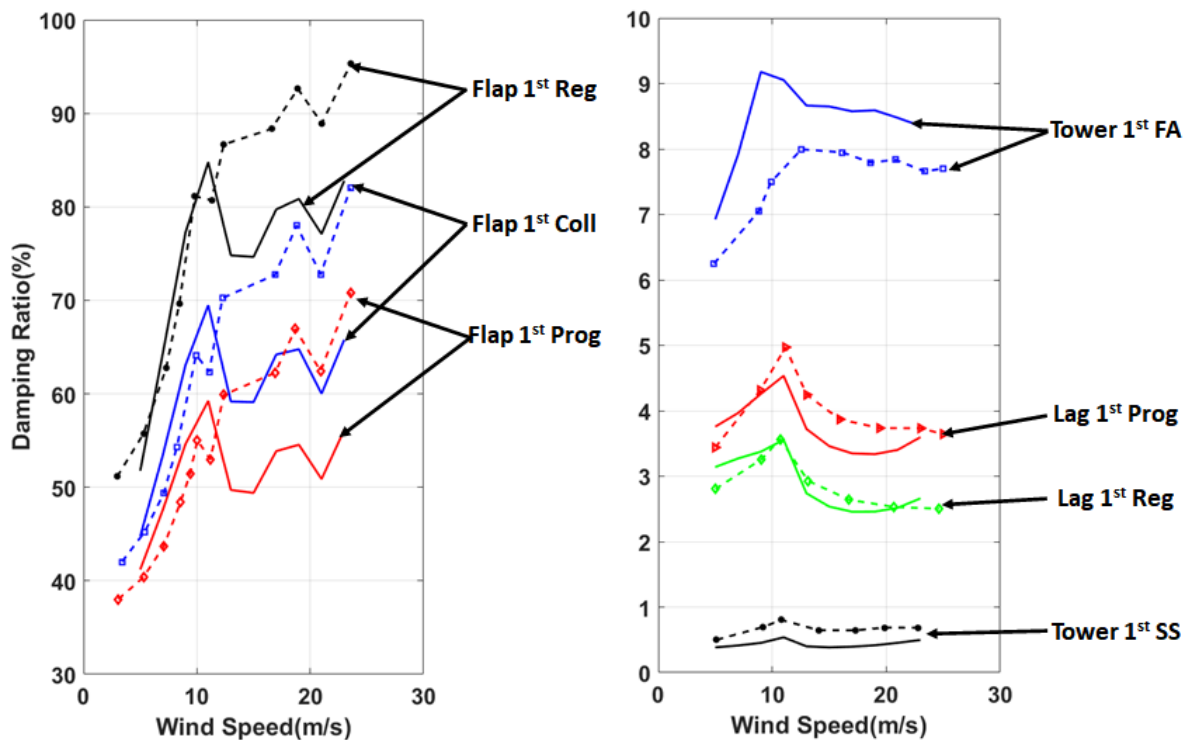 100
90
80
70
60
50
40
30
0
10
20
30
Damping Ratio(%)
Wind Speed(m/s)
Flap 1st Reg
Flap 1st Coll
Flap 1st Prog
10
9
8
7
6
5
4
3
2
1
0
0
10
20
30
Wind Speed(m/s)
Tower 1st FA
Lag 1st Prog
Lag 1st Reg
Tower 1st SS